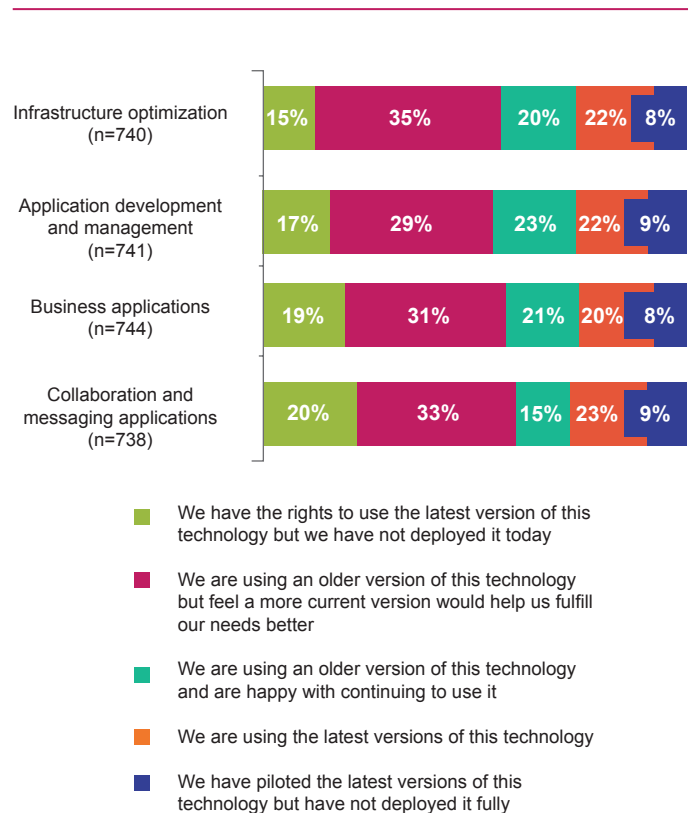 Infrastructure optimization
(n=740)
15% 35% 20% 22% 8%
Application development
and management
(n=741)
17% 29% 23% 22% 9%
Business applications
(n=744)
19% 31% 21% 20% 8%
Collaboration and
messaging applications
(n=738)
20% 33% 15% 23% 9%
We have the rights to use the latest version of this
technology but we have not deployed it today
We are using an older version of this technology
but feel a more current version would help us fulfill
our needs better
We are using an older version of this technology
and are happy with continuing to use it
We are using the latest versions of this technology
We have piloted the latest versions of this
technology but have not deployed it fully